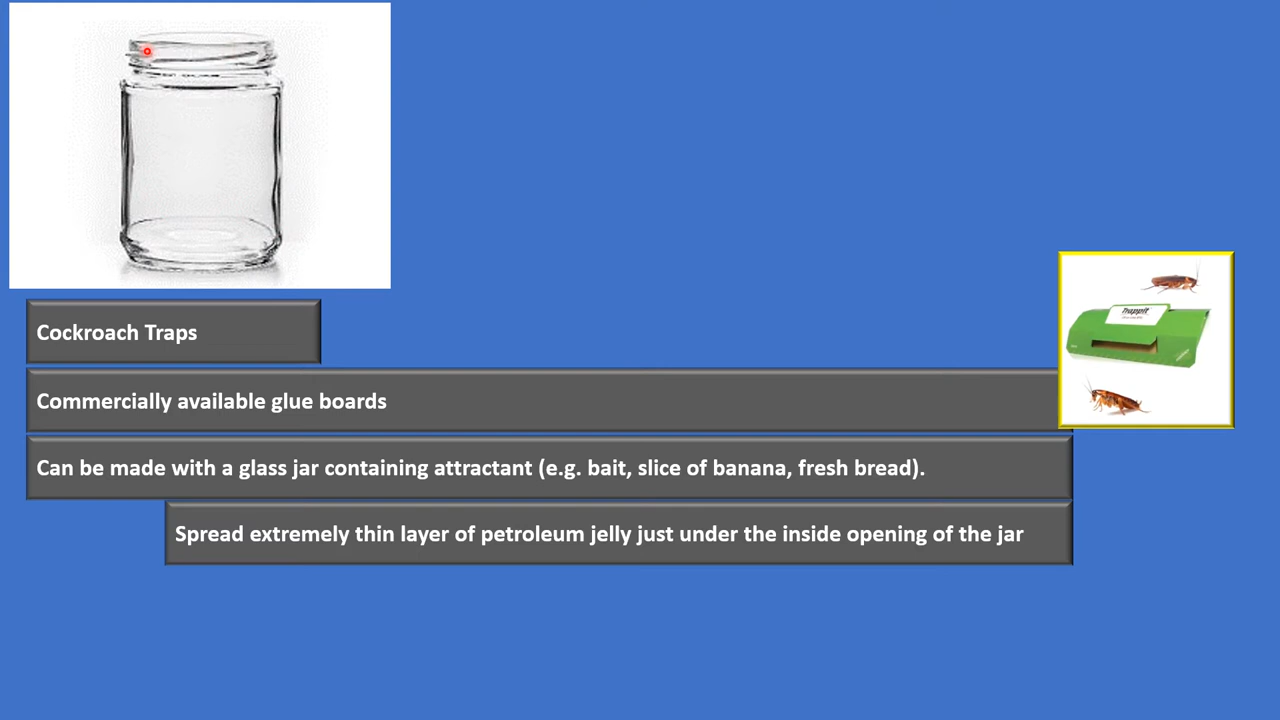 Cockroach Traps
Commercially available glue boards
Trappit
Can be made with a glass jar containing attractant (e.g. bait, slice of banana, fresh bread).
Spread extremely thin layer of petroleum jelly just under the inside opening of the jar